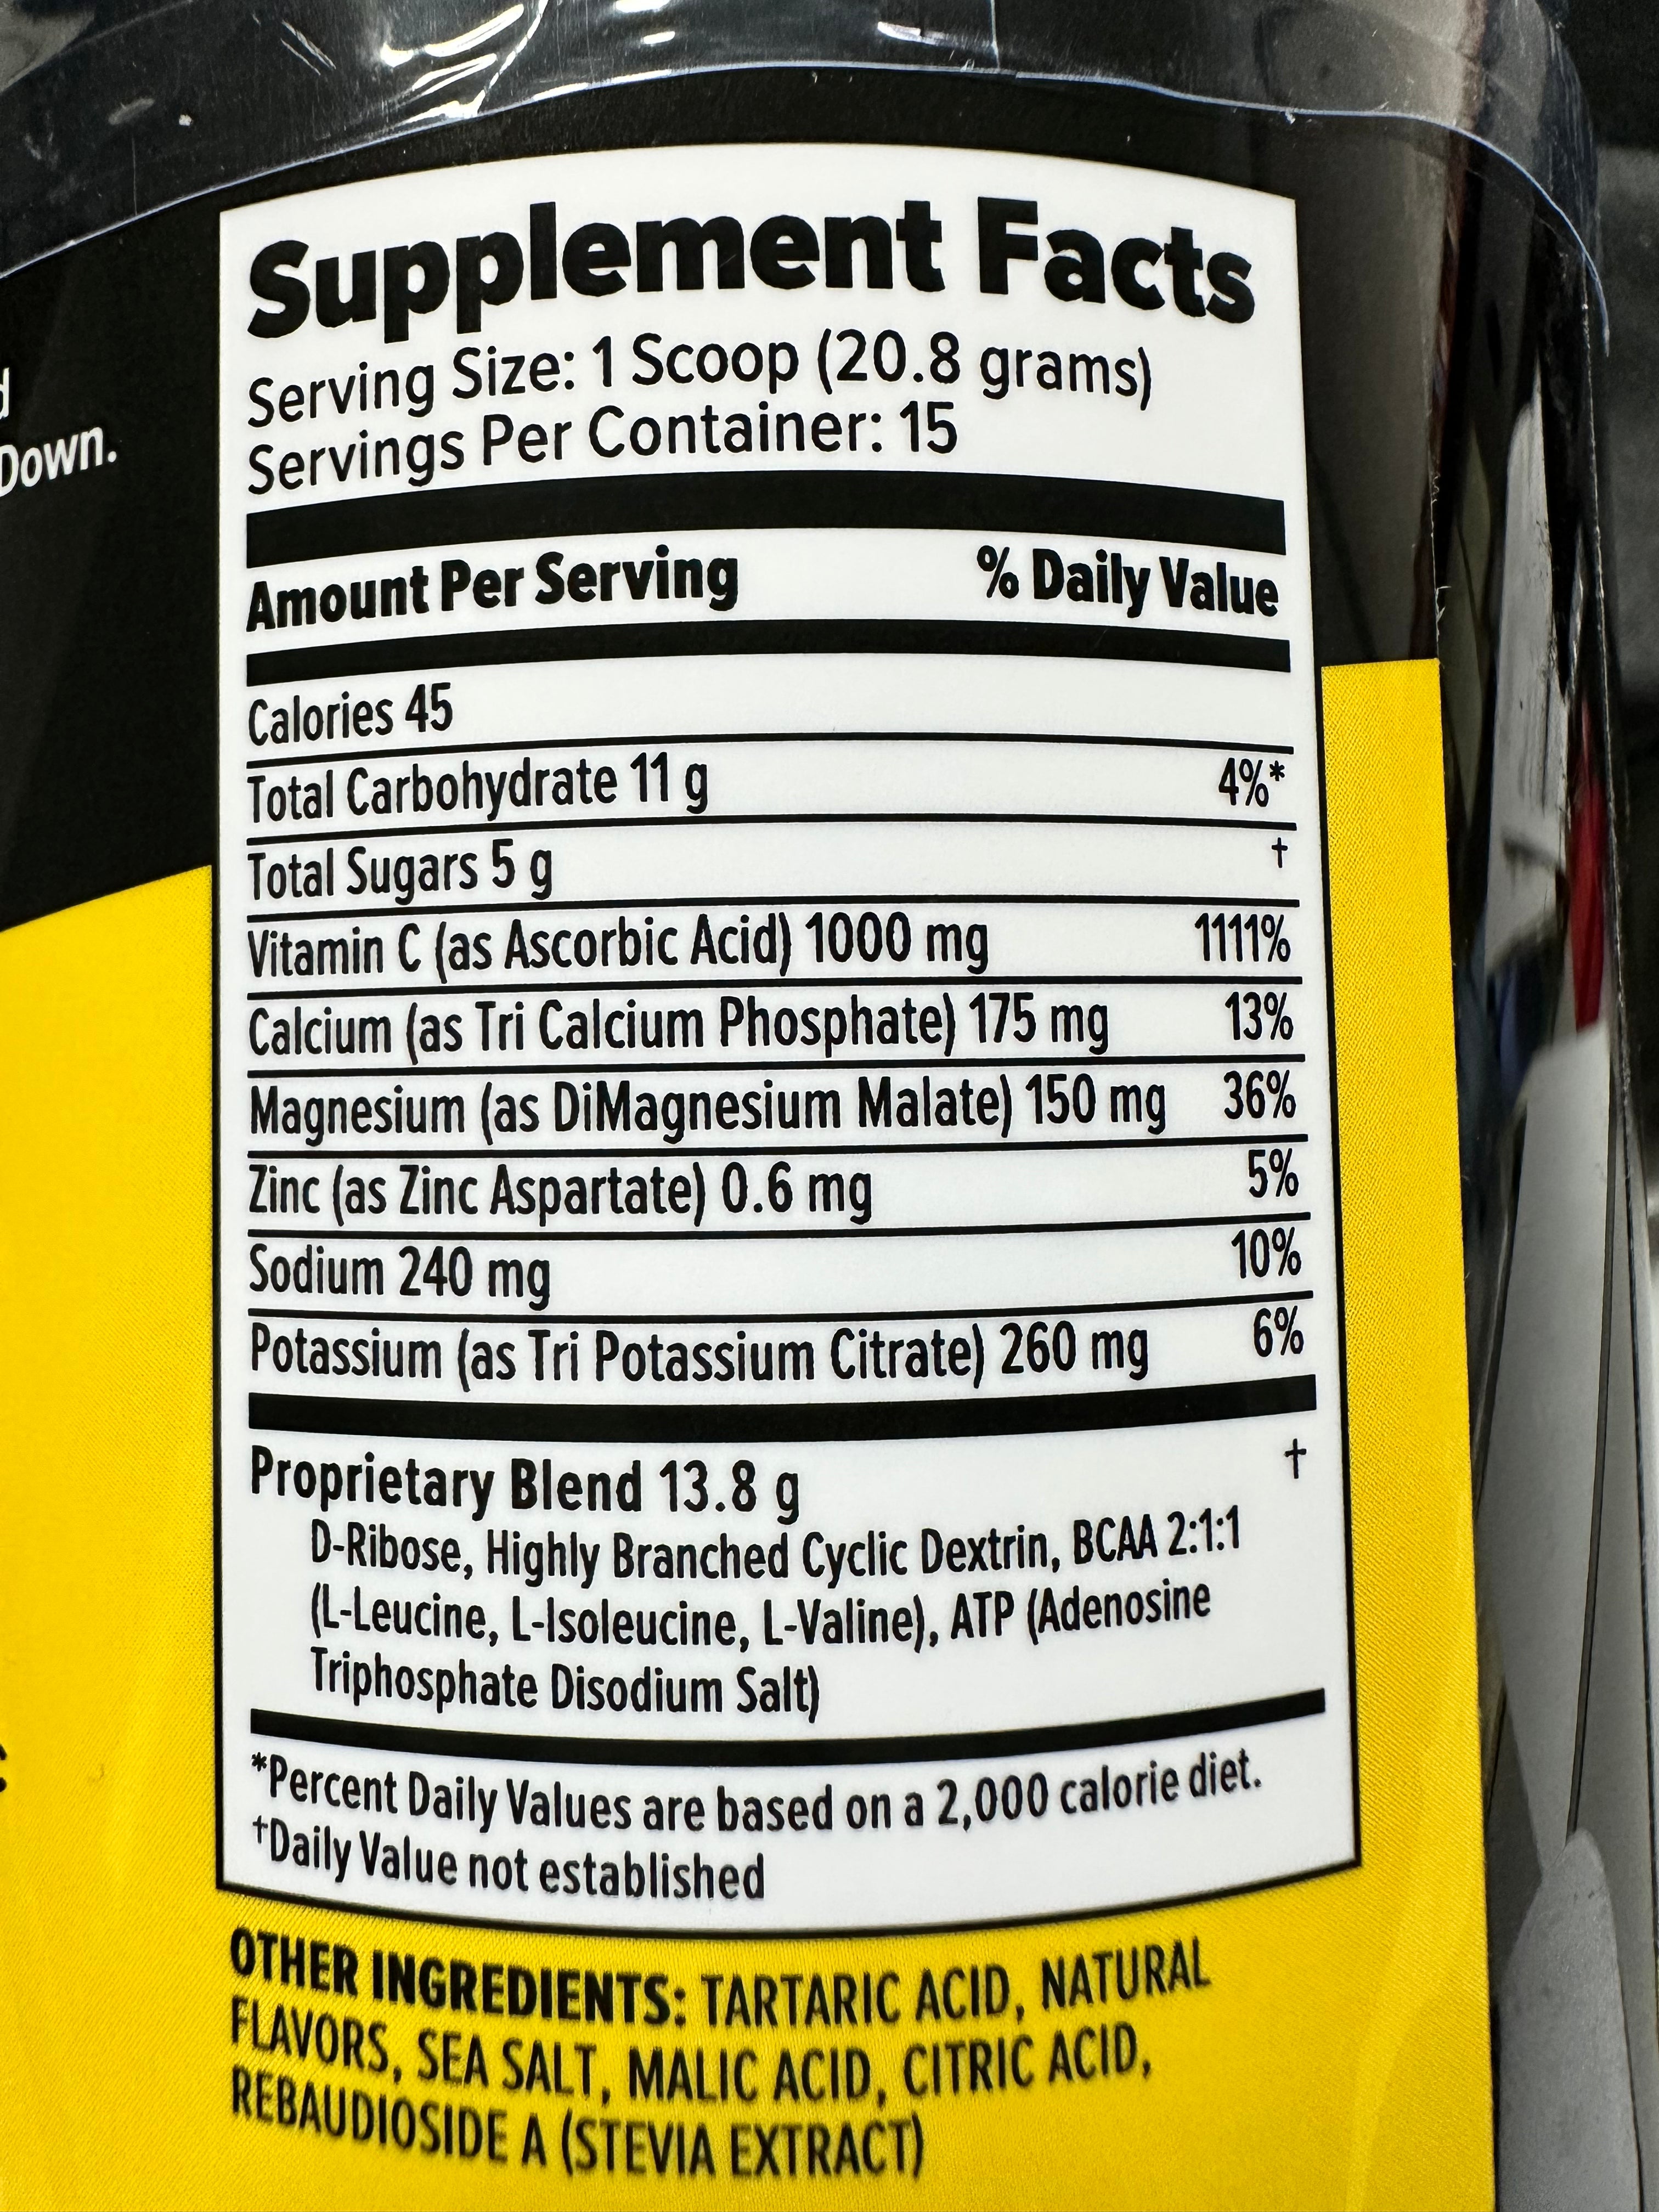 Down.
Supplement Facts
Serving Size: 1 Scoop (20.8 grams)
Servings Per Container: 15
Amount Per Serving % Daily Value
Calories 45
Total Carbohydrate 11 g 4%*
Total Sugars 5 g †
Vitamin C (as Ascorbic Acid) 1000 mg 1111%
Calcium (as Tri Calcium Phosphate) 175 mg 13%
Magnesium (as DiMagnesium Malate) 150 mg 36%
Zinc (as Zinc Aspartate) 0.6 mg 5%
Sodium 240 mg 10%
Potassium (as Tri Potassium Citrate) 260 mg 6%
Proprietary Blend 13.8 g †
D-Ribose, Highly Branched Cyclic Dextrin, BCAA 2:1:1
(L-Leucine, L-Isoleucine, L-Valine), ATP (Adenosine
Triphosphate Disodium Salt)
*Percent Daily Values are based on a 2,000 calorie diet.
†Daily Value not established
OTHER INGREDIENTS: TARTARIC ACID, NATURAL
FLAVORS, SEA SALT, MALIC ACID, CITRIC ACID,
REBAUDIOSIDE A (STEVIA EXTRACT)